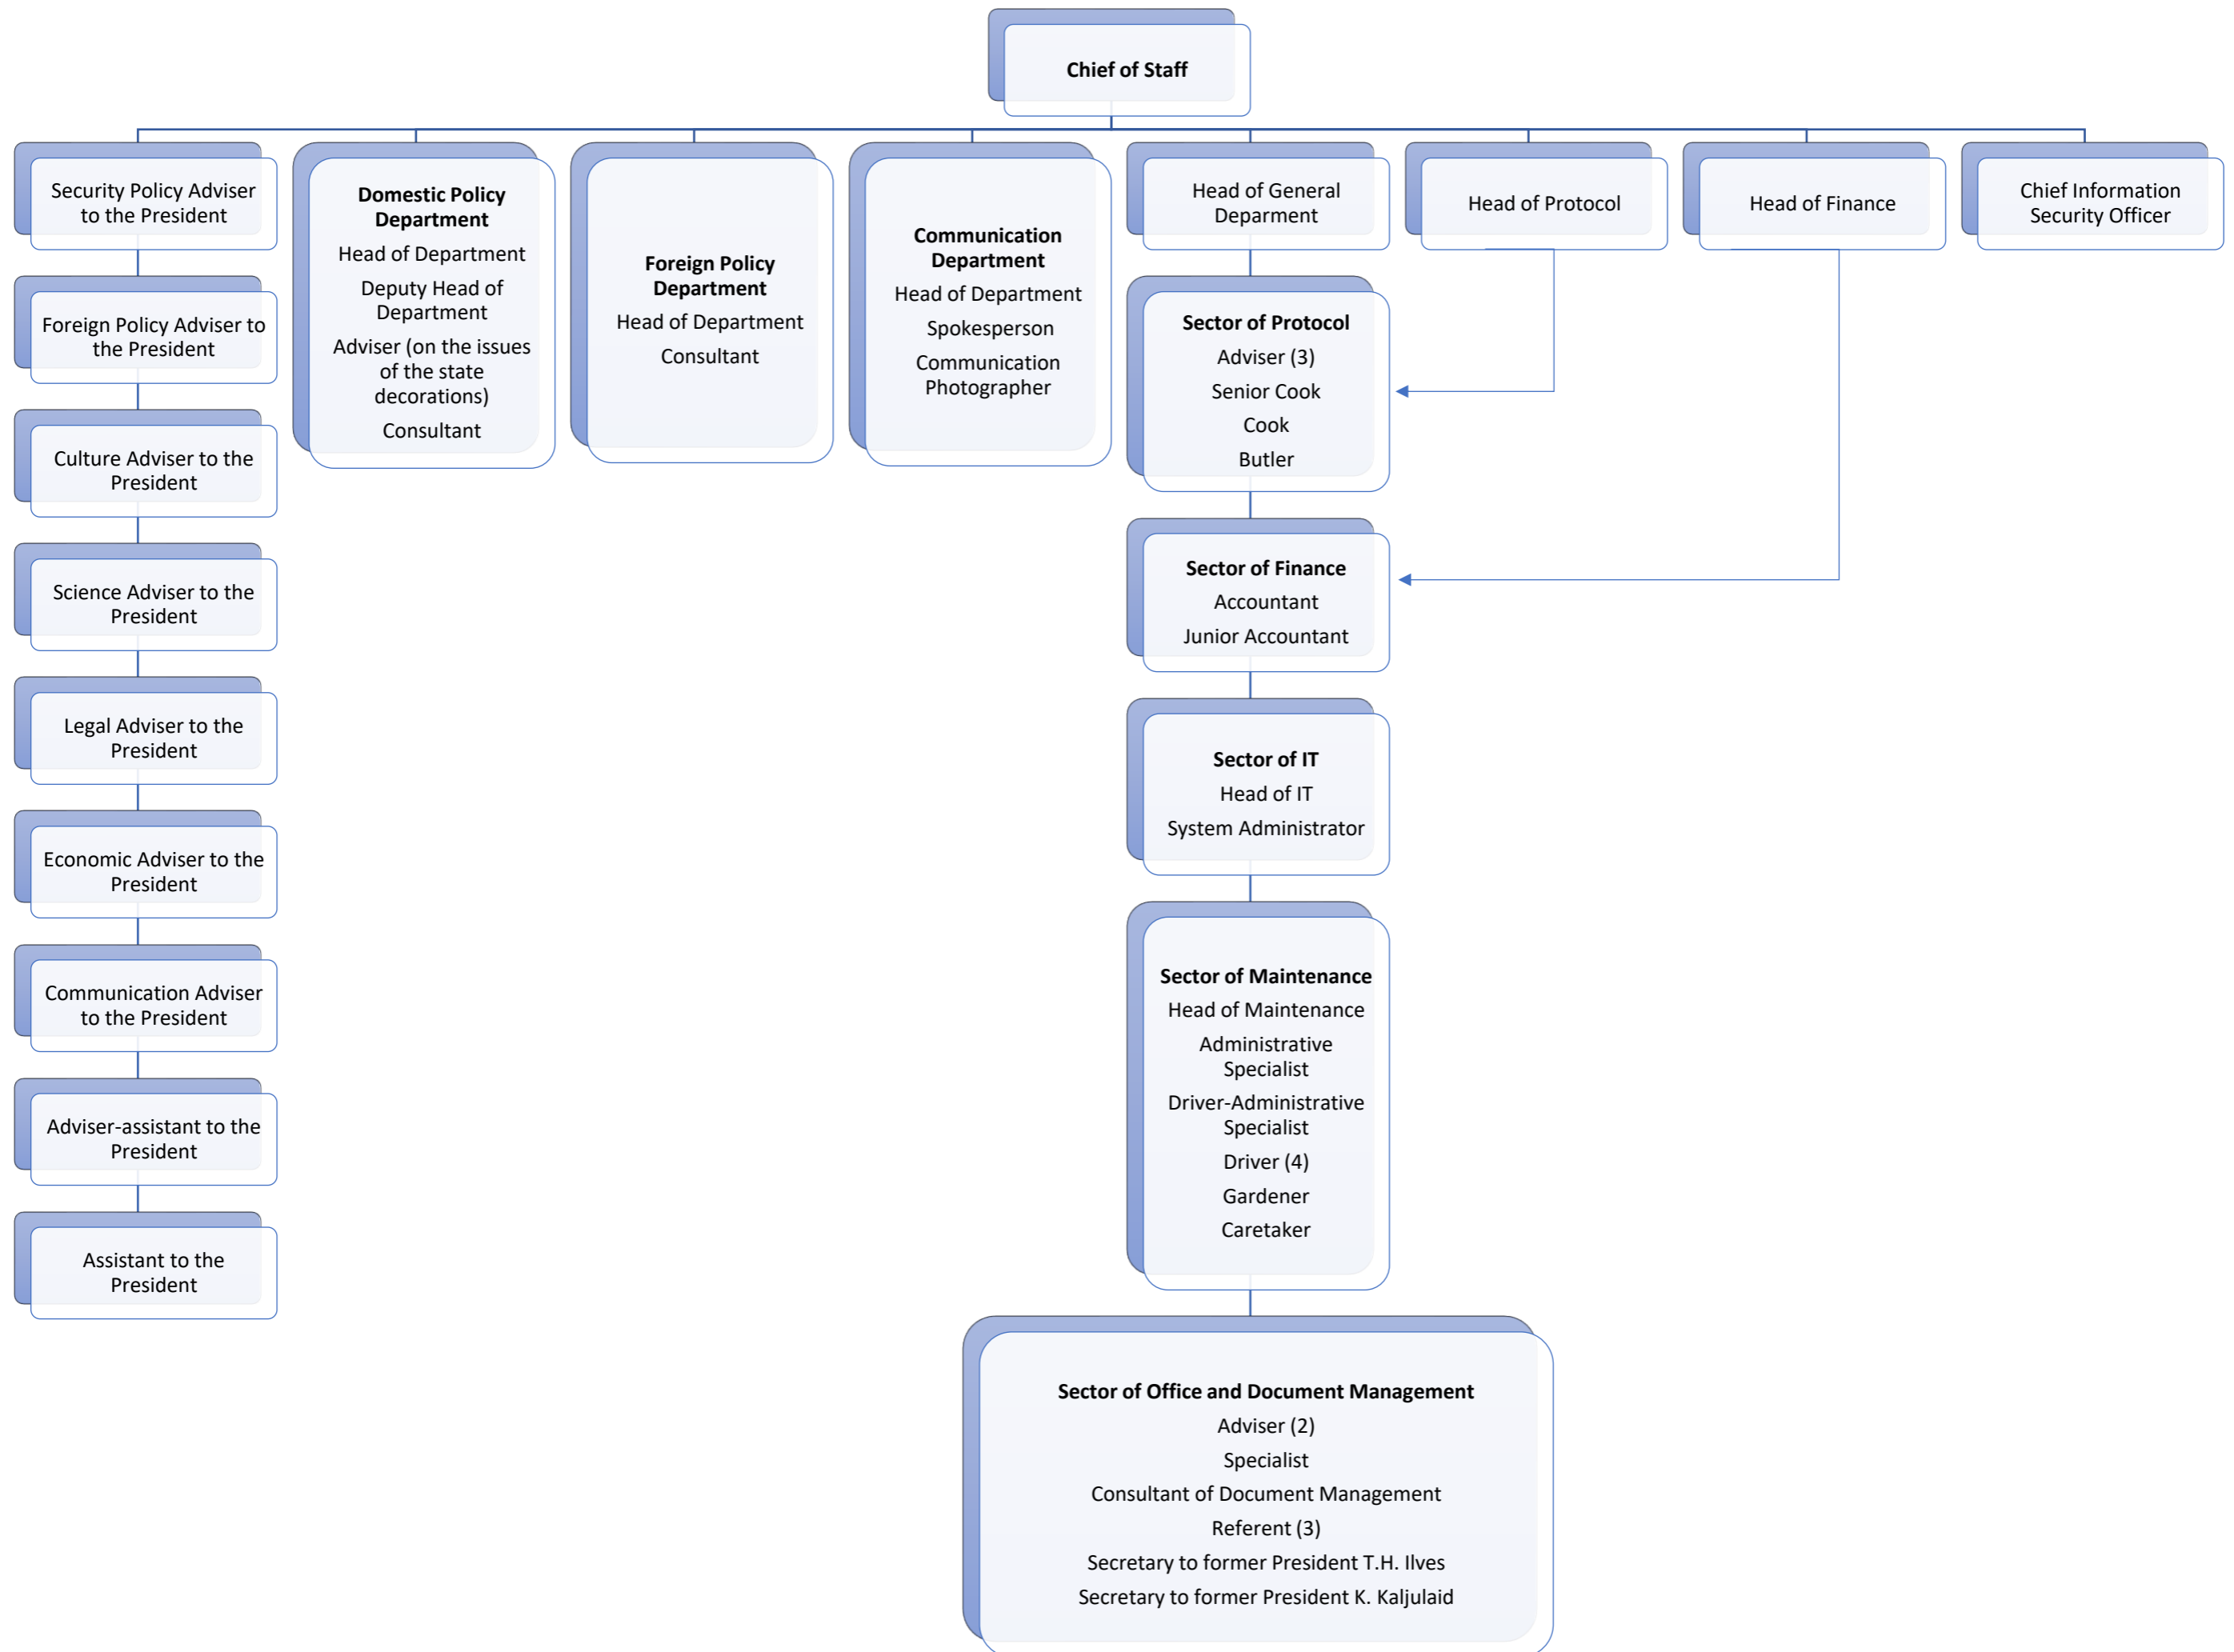 Chief of Staff
Security Policy Adviser
to the President
Foreign Policy Adviser to
the President
Culture Adviser to the
President
Science Adviser to the
President
Legal Adviser to the
President
Economic Adviser to the
President
Communication Adviser
to the President
Adviser-assistant to the
President
Assistant to the
President
Domestic Policy
Department
Head of Department
Deputy Head of
Department
Adviser (on the issues
of the state
decorations)
Consultant
Foreign Policy
Department
Head of Department
Consultant
Communication
Department
Head of Department
Spokesperson
Communication
Photographer
Head of General
Deparment
Sector of Protocol
Adviser (3)
Senior Cook
Cook
Butler
Sector of Finance
Accountant
Junior Accountant
Sector of IT
Head of IT
System Administrator
Sector of Maintenance
Head of Maintenance
Administrative
Specialist
Driver-Administrative
Specialist
Driver (4)
Gardener
Caretaker
Sector of Office and Document Management
Adviser (2)
Specialist
Consultant of Document Management
Referent (3)
Secretary to former President T.H. Ilves
Secretary to former President K. Kaljulaid
Head of Protocol
Head of Finance
Chief Information
Security Officer